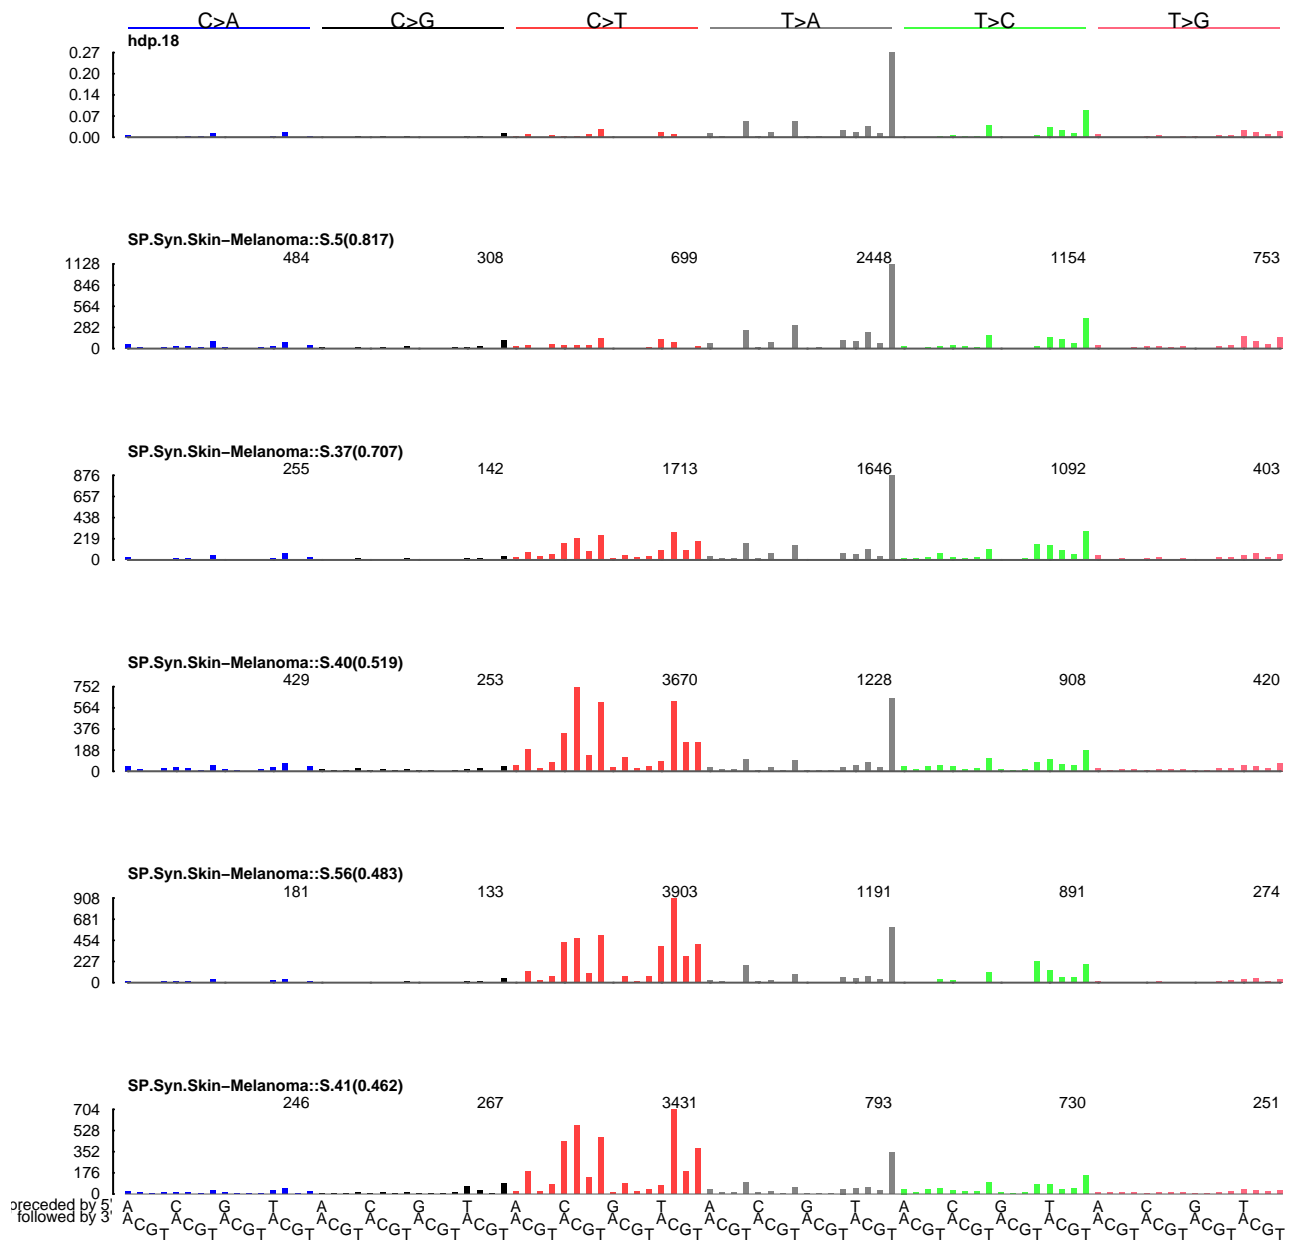 C>A C>G C>T T>A T>C T>G
hdp.18
0.27
0.20
0.14
0.07
0.00
SP.Syn.Skin−Melanoma::S.5(0.817)
484 308 699 2448 1154 753
1128
846
564
282
0
SP.Syn.Skin−Melanoma::S.37(0.707)
255 142 1713 1646 1092 403
876
657
438
219
0
SP.Syn.Skin−Melanoma::S.40(0.519)
429 253 3670 1228 908 420
752
564
376
188
0
SP.Syn.Skin−Melanoma::S.56(0.483)
181 133 3903 1191 891 274
908
681
454
227
0
SP.Syn.Skin−Melanoma::S.41(0.462)
246 267 3431 793 730 251
704
528
352
176
0
preceded by 5' A C G T A C G T A C G T A C G T A C G T A C G T
followed by 3' A C G T A C G T A C G T A C G T A C G T A C G T A C G T A C G T A C G T A C G T A C G T A C G T A C G T A C G T A C G T A C G T A C G T A C G T A C G T A C G T A C G T A C G T A C G T A C G T